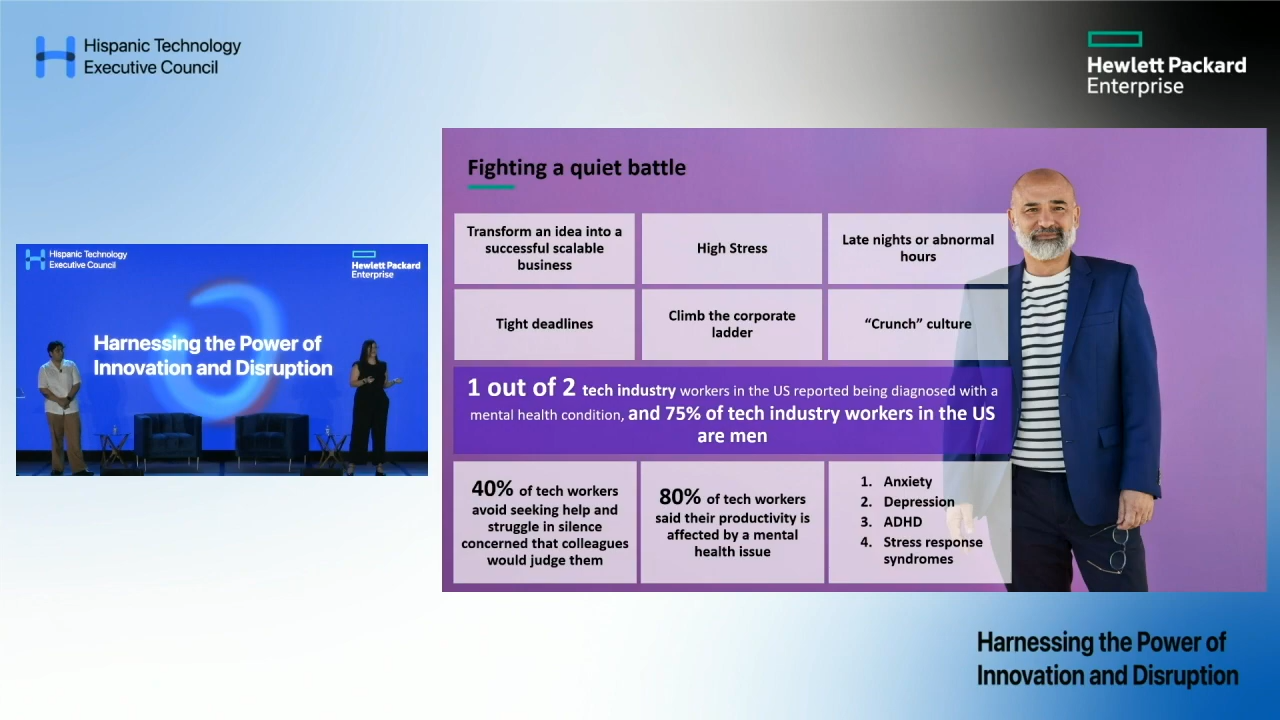 Hispanic Technology
Executive Council
Hewlett Packard
Enterprise
Hispanic Technology
Executive Council
Hewlett Packard
Enterprise
Harnessing the Power of
Innovation and Disruption
Fighting a quiet battle
Transform an idea into a
successful scalable
business
High Stress
Late nights or abnormal
hours
Tight deadlines
Climb the corporate
ladder
“Crunch” culture
1 out of 2 tech industry workers in the US reported being diagnosed with a
mental health condition, and 75% of tech industry workers in the US
are men
40% of tech workers
avoid seeking help and
struggle in silence
concerned that colleagues
would judge them
80% of tech workers
said their productivity is
affected by a mental
health issue
1. Anxiety
2. Depression
3. ADHD
4. Stress response
syndromes
Harnessing the Power of
Innovation and Disruption